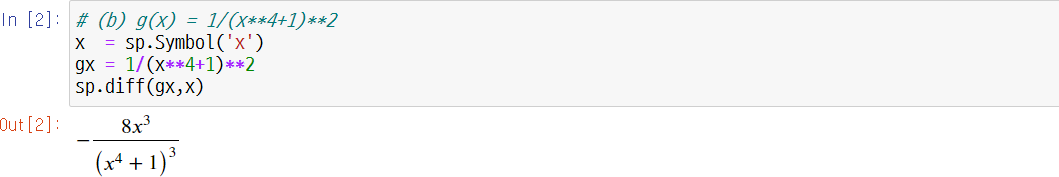 In [2]: # (b) g(x) = 1/(x**4+1)**2
x  = sp.Symbol('x')
gx = 1/(x**4+1)**2
sp.diff(gx,x)
Out[2]: - 8x³
(x⁴ + 1)³